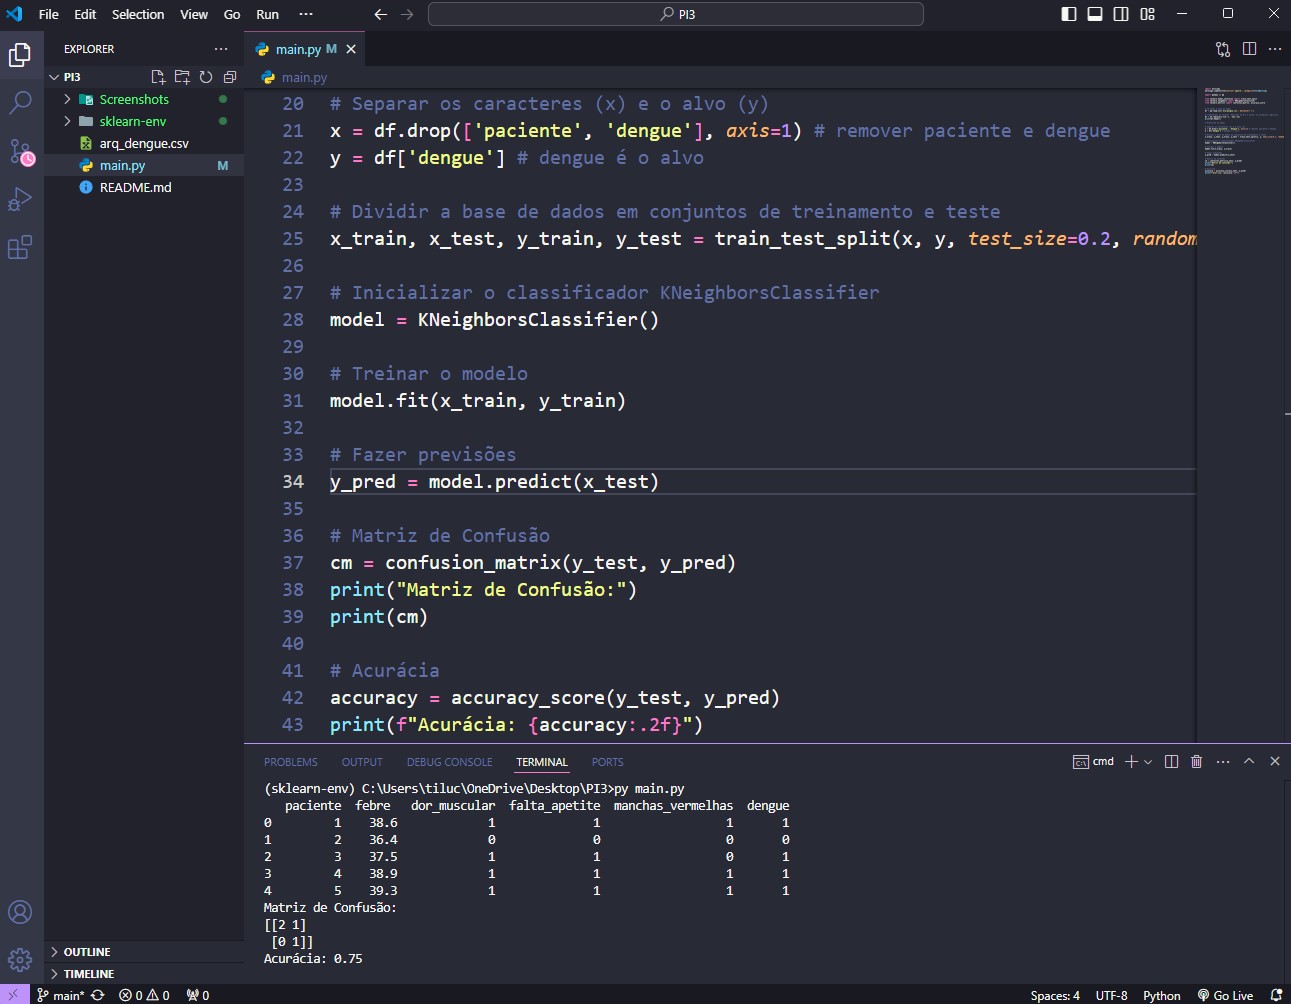 File Edit Selection View Go Run ··· PI3
EXPLORER ···
PI3
Screenshots
sklearn-env
arq_dengue.csv
main.py M
README.md
OUTLINE
TIMELINE
main.py M
main.py
20 # Separar os caracteres (x) e o alvo (y)
21 x = df.drop(['paciente', 'dengue'], axis=1) # remover paciente e dengue
22 y = df['dengue'] # dengue é o alvo
23
24 # Dividir a base de dados em conjuntos de treinamento e teste
25 x_train, x_test, y_train, y_test = train_test_split(x, y, test_size=0.2, random
26
27 # Inicializar o classificador KNeighborsClassifier
28 model = KNeighborsClassifier()
29
30 # Treinar o modelo
31 model.fit(x_train, y_train)
32
33 # Fazer previsões
34 y_pred = model.predict(x_test)
35
36 # Matriz de Confusão
37 cm = confusion_matrix(y_test, y_pred)
38 print("Matriz de Confusão:")
39 print(cm)
40
41 # Acurácia
42 accuracy = accuracy_score(y_test, y_pred)
43 print(f"Acurácia: {accuracy:.2f}")
PROBLEMS OUTPUT DEBUG CONSOLE TERMINAL PORTS cmd
(sklearn-env) C:\Users\tiluc\OneDrive\Desktop\PI3>py main.py
paciente febre dor_muscular falta_apetite manchas_vermelhas dengue
0 1 38.6 1 1 1 1
1 2 36.4 0 0 0 0
2 3 37.5 1 1 0 1
3 4 38.9 1 1 1 1
4 5 39.3 1 1 1 1
Matriz de Confusão:
[[2 1]
[0 1]]
Acurácia: 0.75
main* 0 0 0 Spaces: 4 UTF-8 Python Go Live